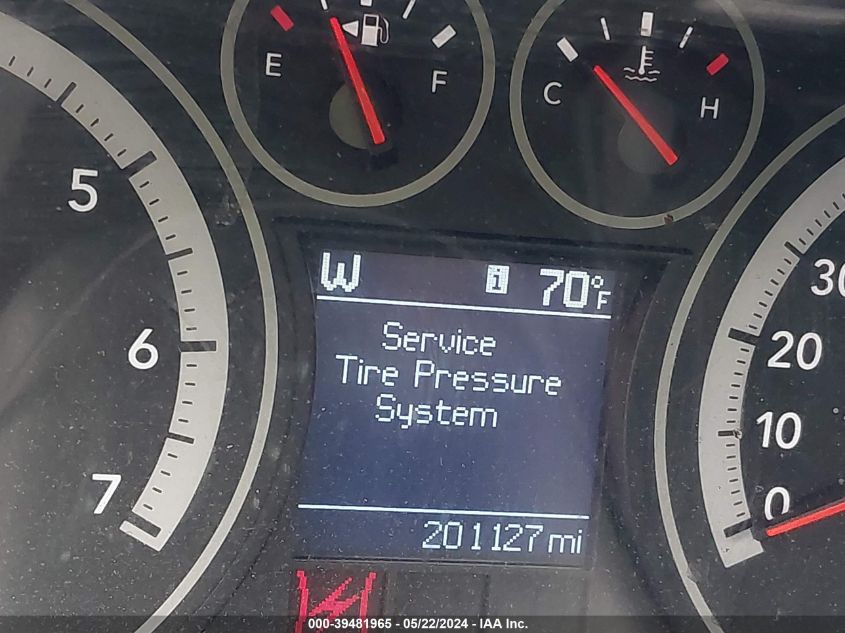 E F
C H
5
6
7
W i 70°F
Service
Tire Pressure
System
201127 mi
30
20
10
0
000-39481965 - 05/22/2024 - IAA Inc.